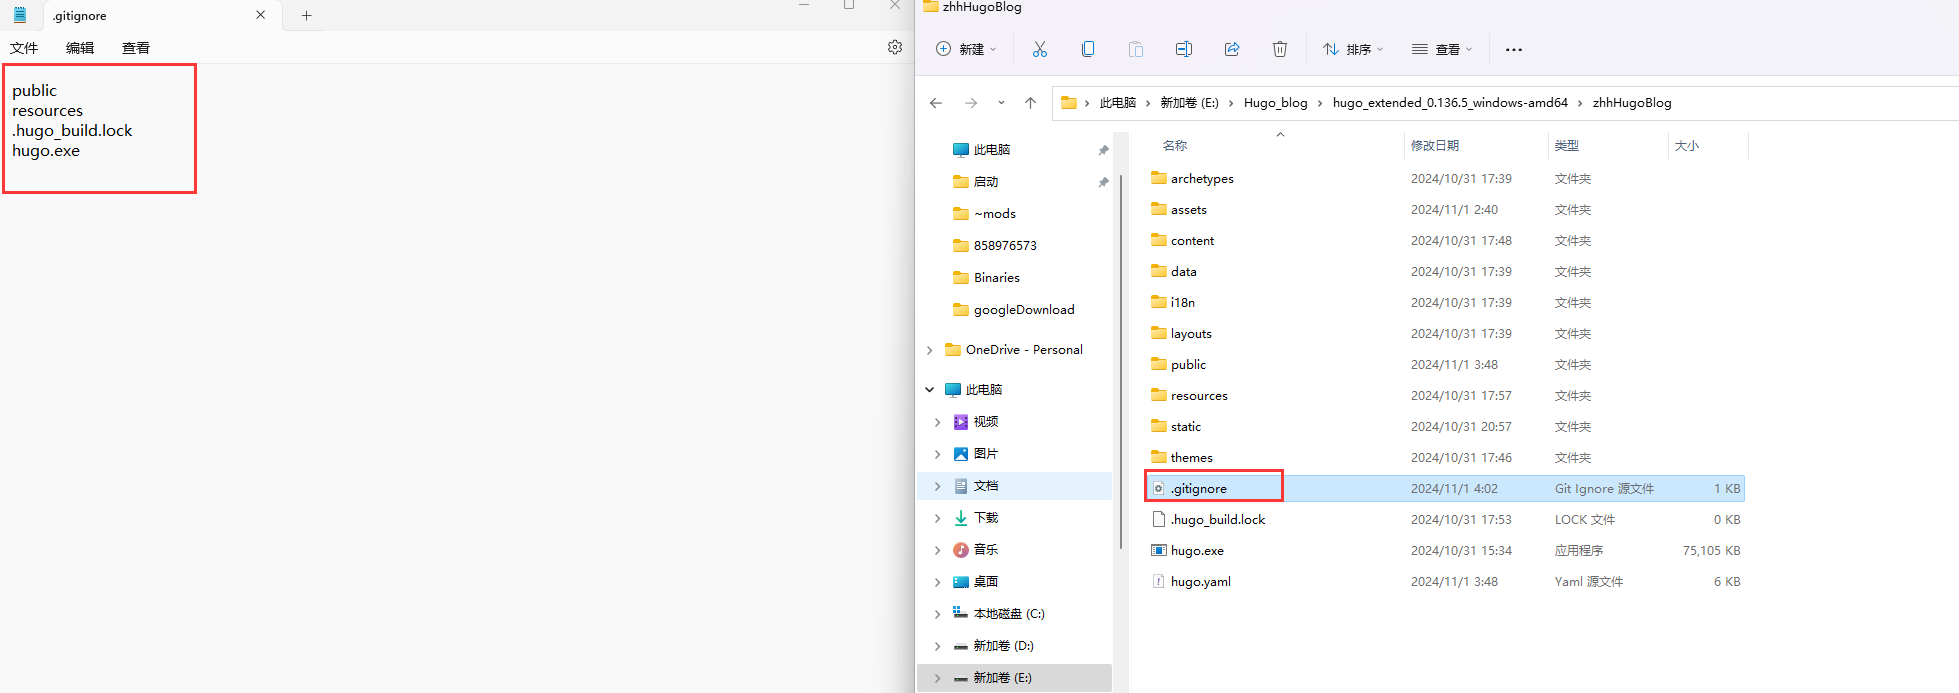 .gitignore
文件 编辑 查看
public
resources
.hugo_build.lock
hugo.exe
zhhHugoBlog
新建 排序 查看
此电脑 新加卷 (E:) Hugo_blog hugo_extended_0.136.5_windows-amd64 zhhHugoBlog
此电脑
启动
~mods
858976573
Binaries
googleDownload
OneDrive - Personal
此电脑
视频
图片
文档
下载
音乐
桌面
本地磁盘 (C:)
新加卷 (D:)
新加卷 (E:)
名称 修改日期 类型 大小
archetypes 2024/10/31 17:39 文件夹
assets 2024/11/1 2:40 文件夹
content 2024/10/31 17:48 文件夹
data 2024/10/31 17:39 文件夹
i18n 2024/10/31 17:39 文件夹
layouts 2024/10/31 17:39 文件夹
public 2024/11/1 3:48 文件夹
resources 2024/10/31 17:57 文件夹
static 2024/10/31 20:57 文件夹
themes 2024/10/31 17:46 文件夹
.gitignore 2024/11/1 4:02 Git Ignore 源文件 1 KB
.hugo_build.lock 2024/10/31 17:53 LOCK 文件 0 KB
hugo.exe 2024/10/31 15:34 应用程序 75,105 KB
hugo.yaml 2024/11/1 3:48 Yaml 源文件 6 KB